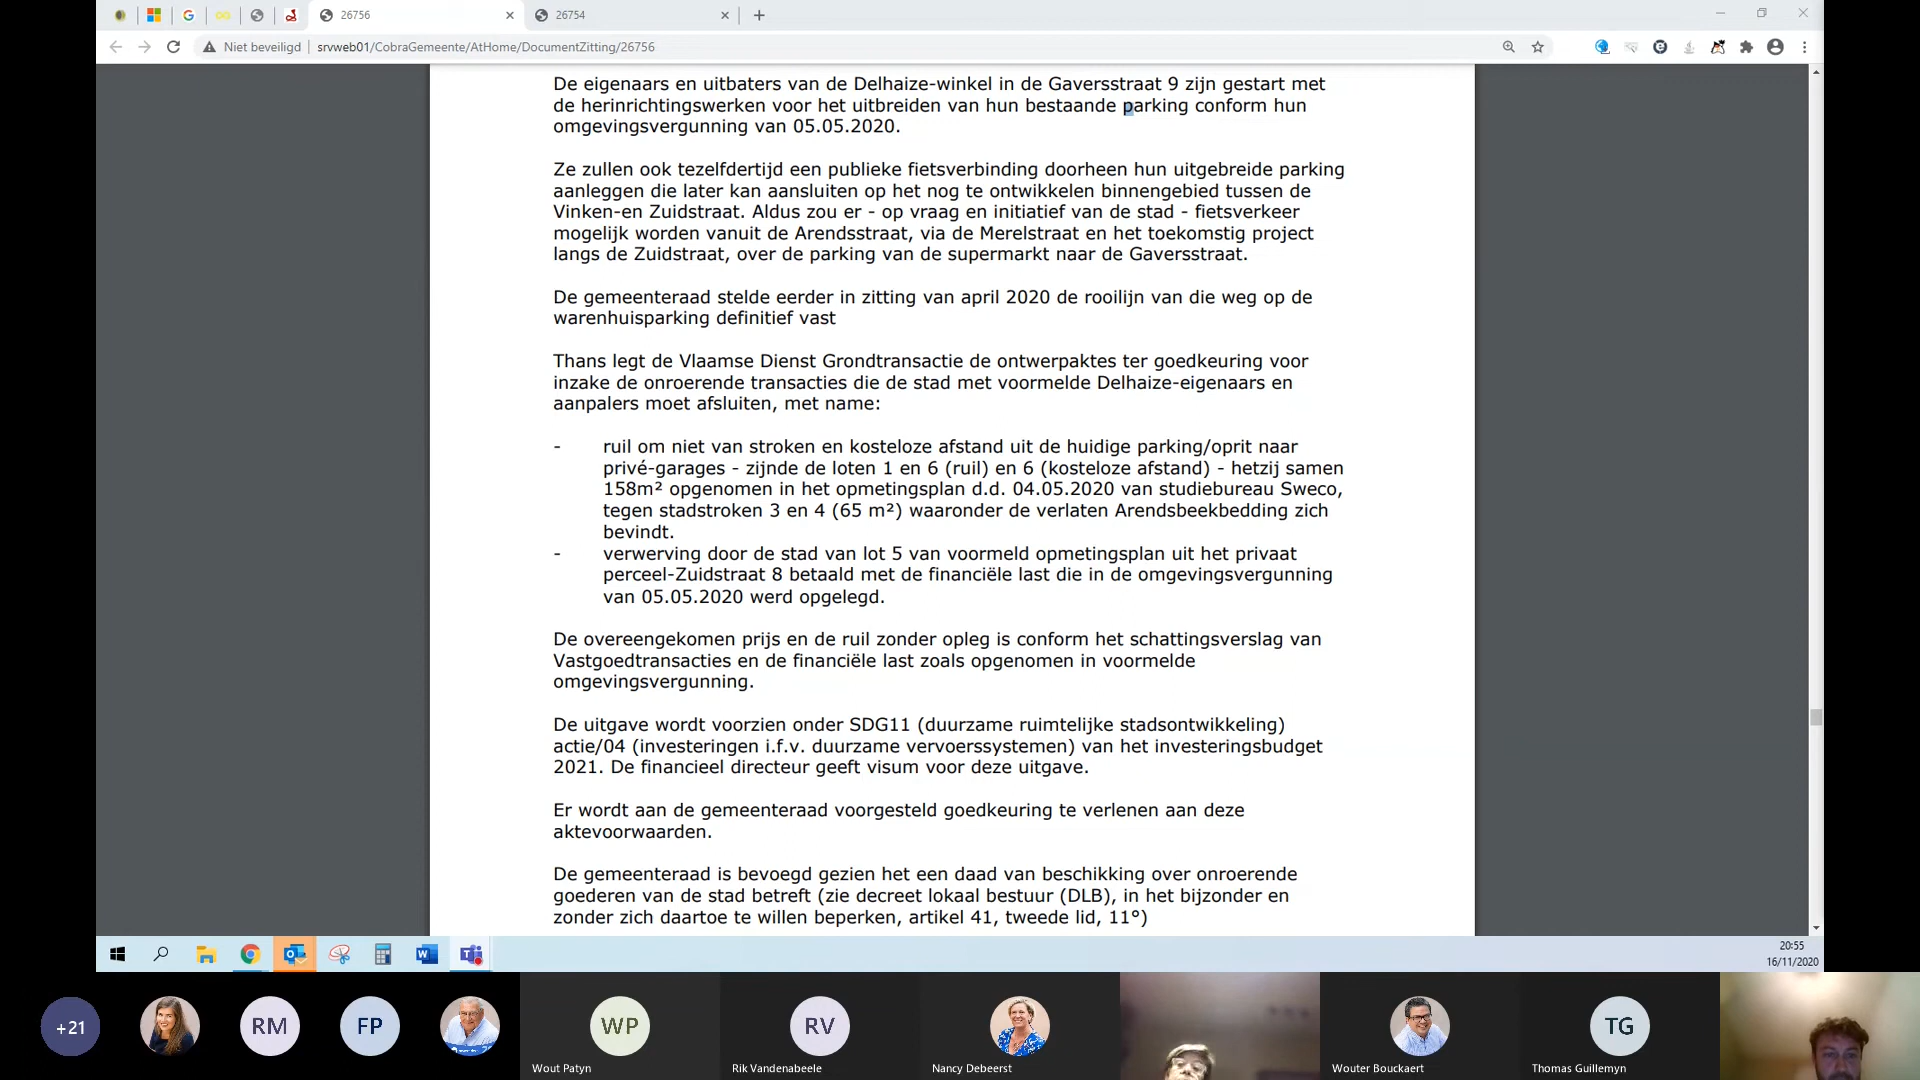 26756
26754
Niet beveiligd
srvweb01/CobraGemeente/AtHome/DocumentZitting/26756
De eigenaars en uitbaters van de Delhaize-winkel in de Gaversstraat 9 zijn gestart met
de herinrichtingswerken voor het uitbreiden van hun bestaande parking conform hun
omgevingsvergunning van 05.05.2020.
Ze zullen ook tezelfdertijd een publieke fietsverbinding doorheen hun uitgebreide parking
aanleggen die later kan aansluiten op het nog te ontwikkelen binnengebied tussen de
Vinken-en Zuidstraat. Aldus zou er - op vraag en initiatief van de stad - fietsverkeer
mogelijk worden vanuit de Arendsstraat, via de Merelstraat en het toekomstig project
langs de Zuidstraat, over de parking van de supermarkt naar de Gaversstraat.
De gemeenteraad stelde eerder in zitting van april 2020 de rooilijn van die weg op de
warenhuisparking definitief vast
Thans legt de Vlaamse Dienst Grondtransactie de ontwerpaktes ter goedkeuring voor
inzake de onroerende transacties die de stad met voormelde Delhaize-eigenaars en
aanpalers moet afsluiten, met name:
- ruil om niet van stroken en kosteloze afstand uit de huidige parking/oprit naar
privé-garages - zijnde de loten 1 en 6 (ruil) en 6 (kosteloze afstand) - hetzij samen
158m² opgenomen in het opmetingsplan d.d. 04.05.2020 van studiebureau Sweco,
tegen stadstroken 3 en 4 (65 m²) waaronder de verlaten Arendsbeekbedding zich
bevindt.
- verwerving door de stad van lot 5 van voormeld opmetingsplan uit het privaat
perceel-Zuidstraat 8 betaald met de financiële last die in de omgevingsvergunning
van 05.05.2020 werd opgelegd.
De overeengekomen prijs en de ruil zonder opleg is conform het schattingsverslag van
Vastgoedtransacties en de financiële last zoals opgenomen in voormelde
omgevingsvergunning.
De uitgave wordt voorzien onder SDG11 (duurzame ruimtelijke stadsontwikkeling)
actie/04 (investeringen i.f.v. duurzame vervoerssystemen) van het investeringsbudget
2021. De financieel directeur geeft visum voor deze uitgave.
Er wordt aan de gemeenteraad voorgesteld goedkeuring te verlenen aan deze
aktevoorwaarden.
De gemeenteraad is bevoegd gezien het een daad van beschikking over onroerende
goederen van de stad betreft (zie decreet lokaal bestuur (DLB), in het bijzonder en
zonder zich daartoe te willen beperken, artikel 41, tweede lid, 11°)
20:55
16/11/2020
+21
RM
FP
WP
RV
TG
Wout Patyn
Rik Vandenabeele
Nancy Debeerst
Wouter Bouckaert
Thomas Guillemyn